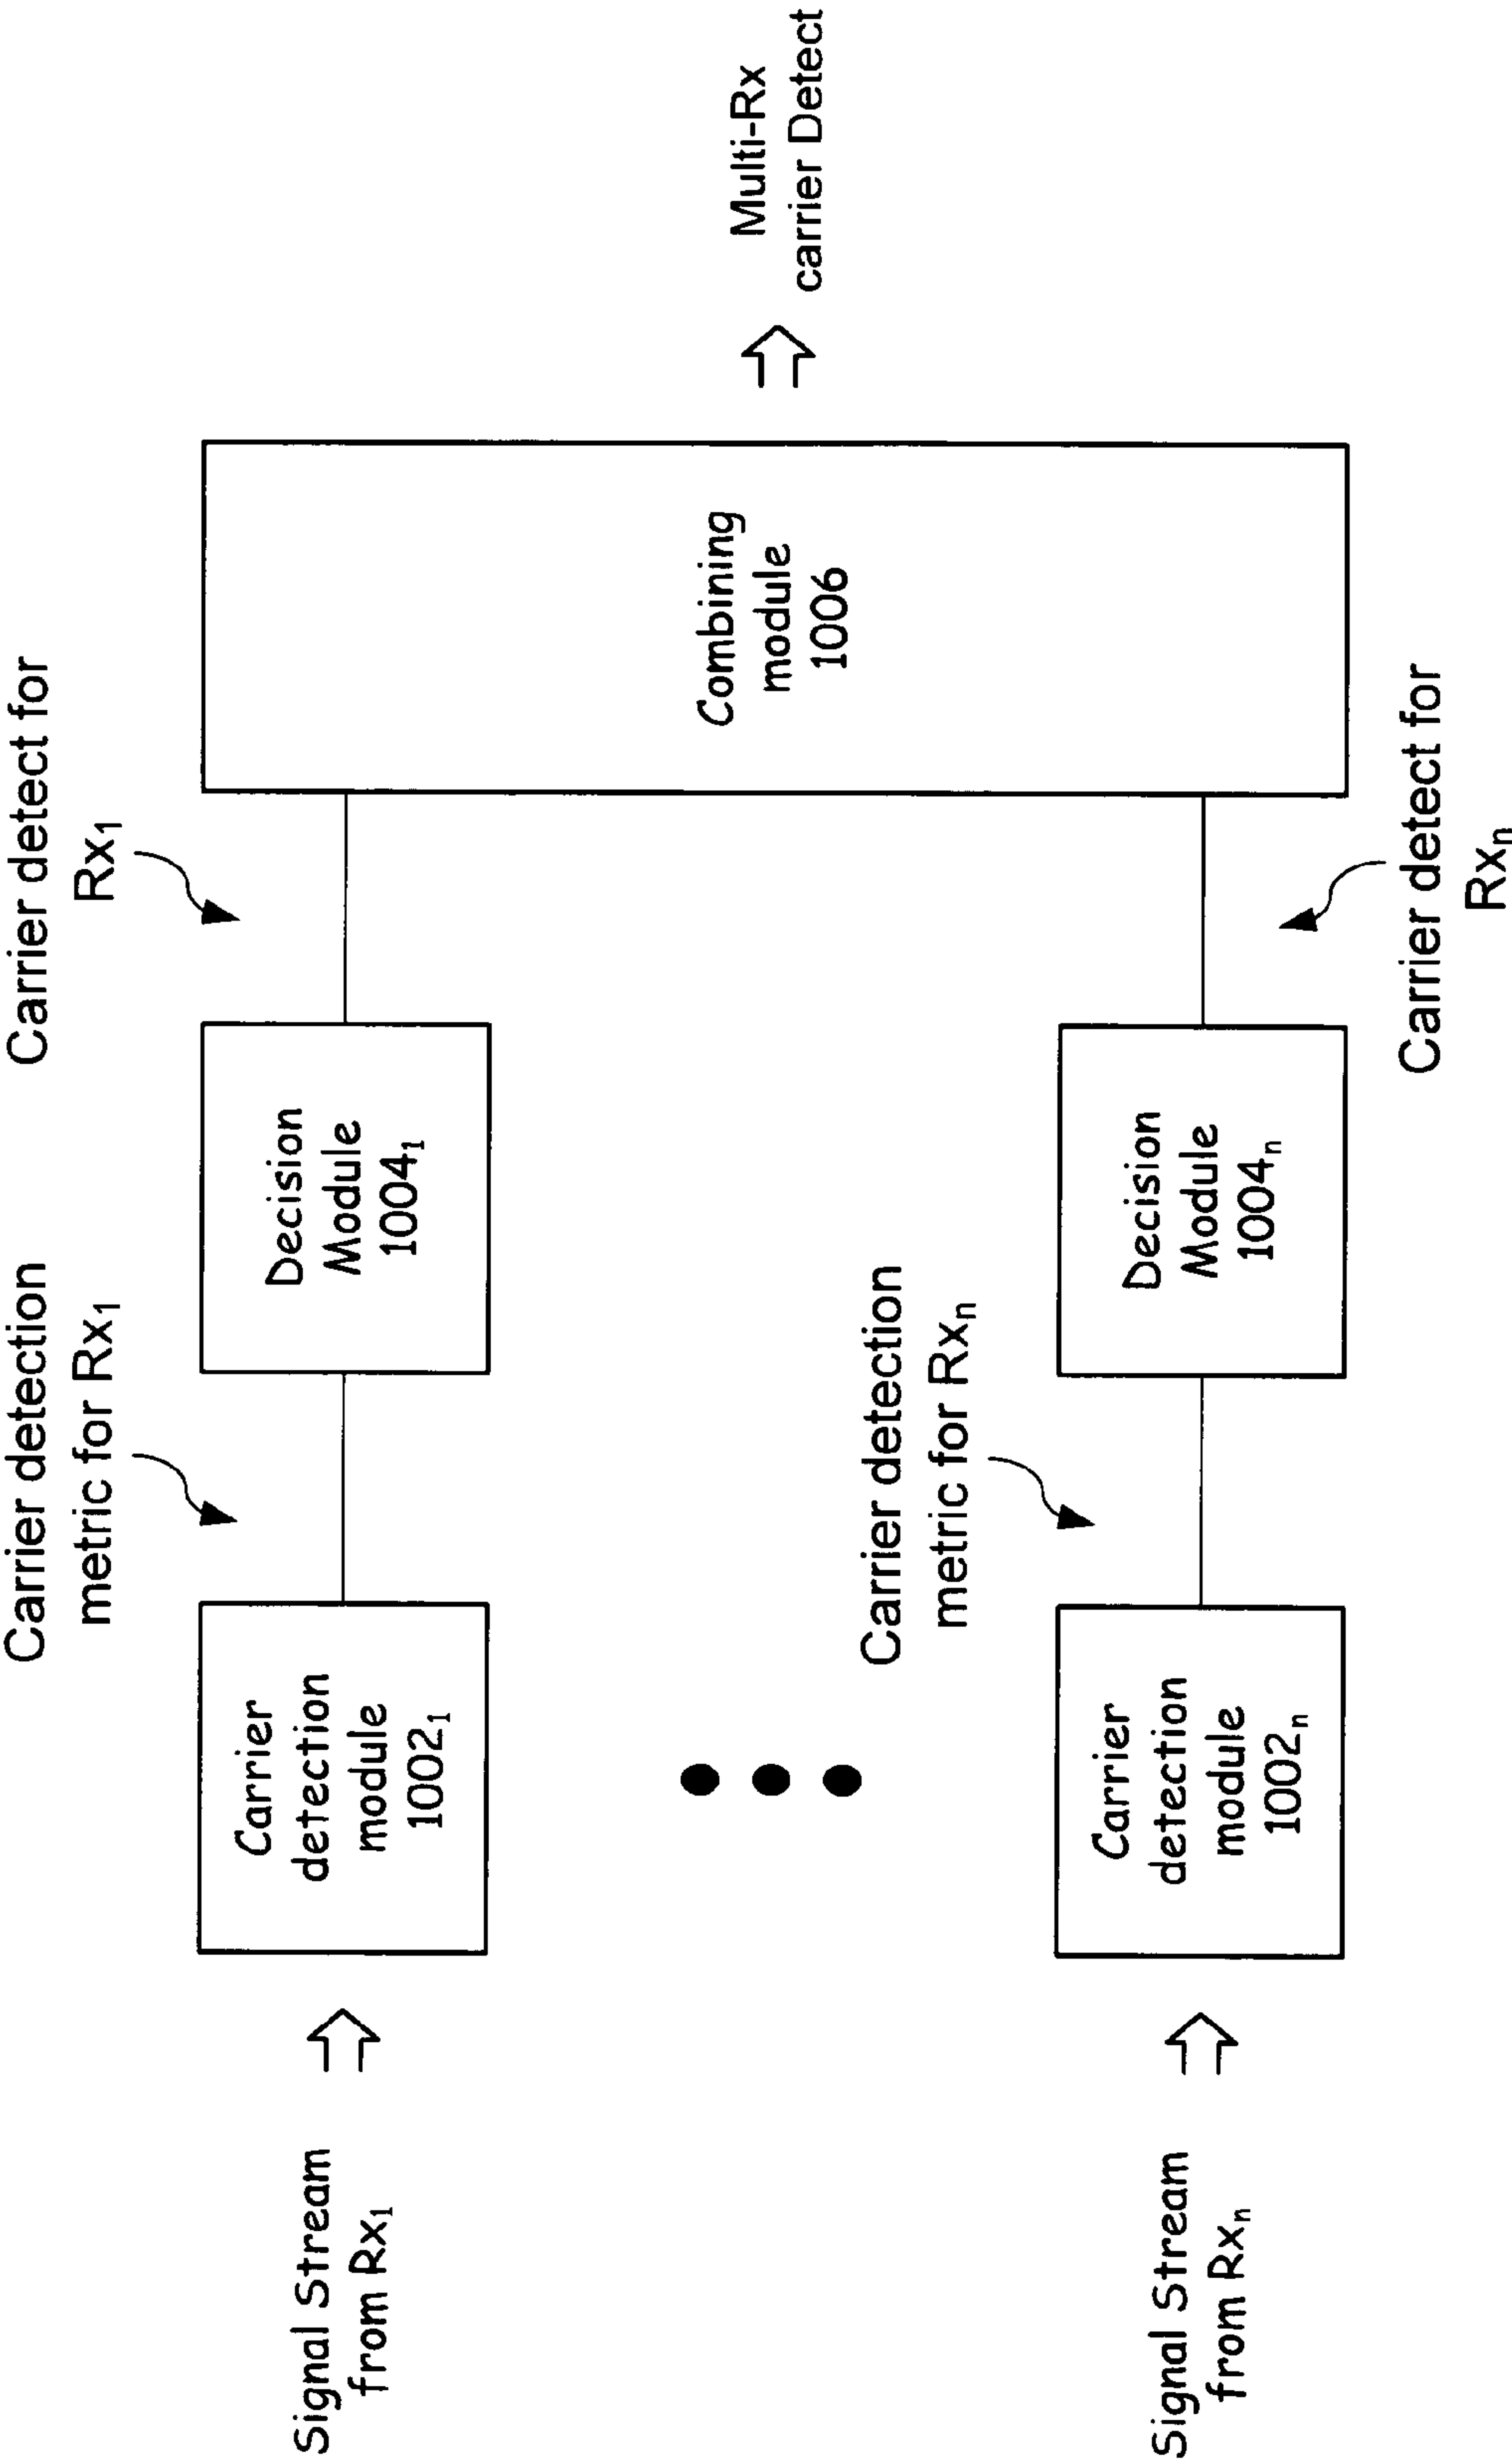 Carrier detection
metric for Rx₁
Carrier detect for
Rx₁
Signal Stream
from Rx₁
Carrier
detection
module
1002₁
Decision
Module
1004₁
Combining
module
1006
Multi-Rx
carrier Detect
Carrier detection
metric for Rxₙ
Signal Stream
from Rxₙ
Carrier
detection
module
1002ₙ
Decision
Module
1004ₙ
Carrier detect for
Rxₙ